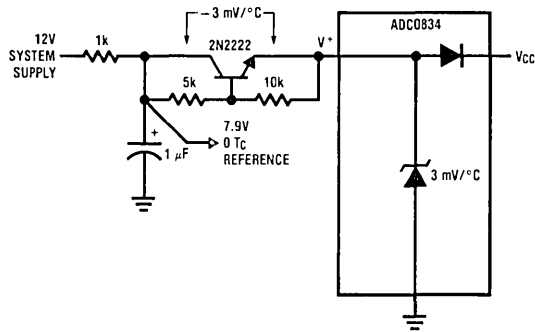 −3 mV/°C
ADC0834
12V
SYSTEM
SUPPLY
1k
2N2222
V+
VCC
5k
10k
+
1 µF
7.9V
0 TC
REFERENCE
3 mV/°C